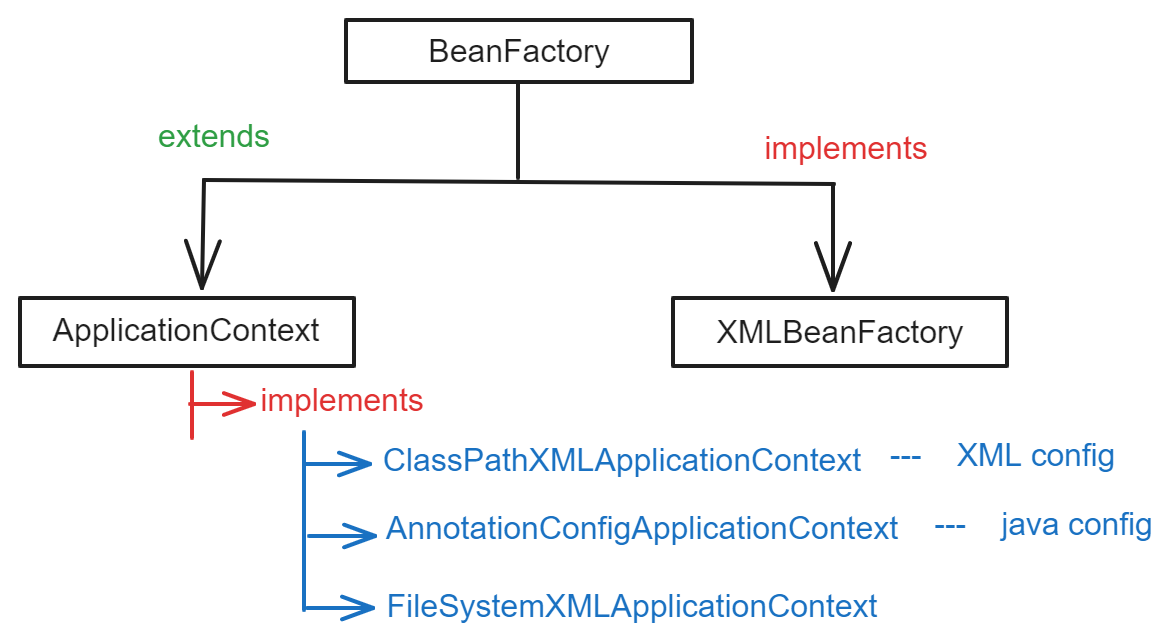 BeanFactory
extends
implements
ApplicationContext
XMLBeanFactory
implements
ClassPathXMLApplicationContext --- XML config
AnnotationConfigApplicationContext --- java config
FileSystemXMLApplicationContext